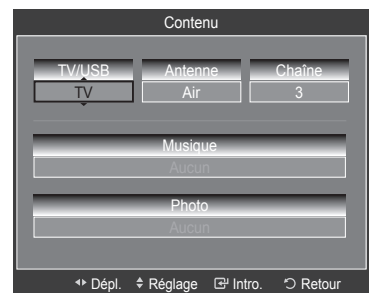 Contenu
TV/USB Antenne Chaîne
TV Air 3
Musique
Aucun
Photo
Aucun
Dépl. Réglage Intro. Retour